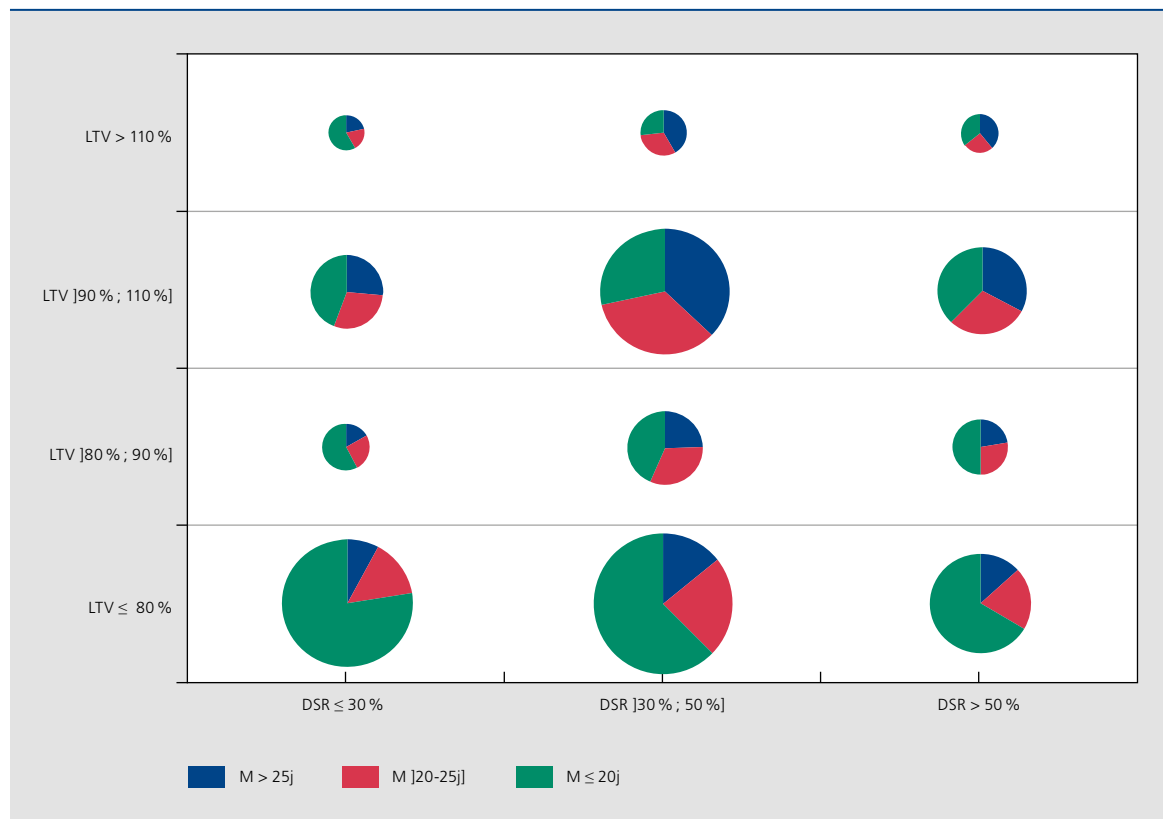 LTV > 110 %
LTV ]90 % ; 110 %]
LTV ]80 % ; 90 %]
LTV ≤ 80 %
DSR ≤ 30 %
DSR ]30 % ; 50 %]
DSR > 50 %
M > 25j
M ]20-25j]
M ≤ 20j